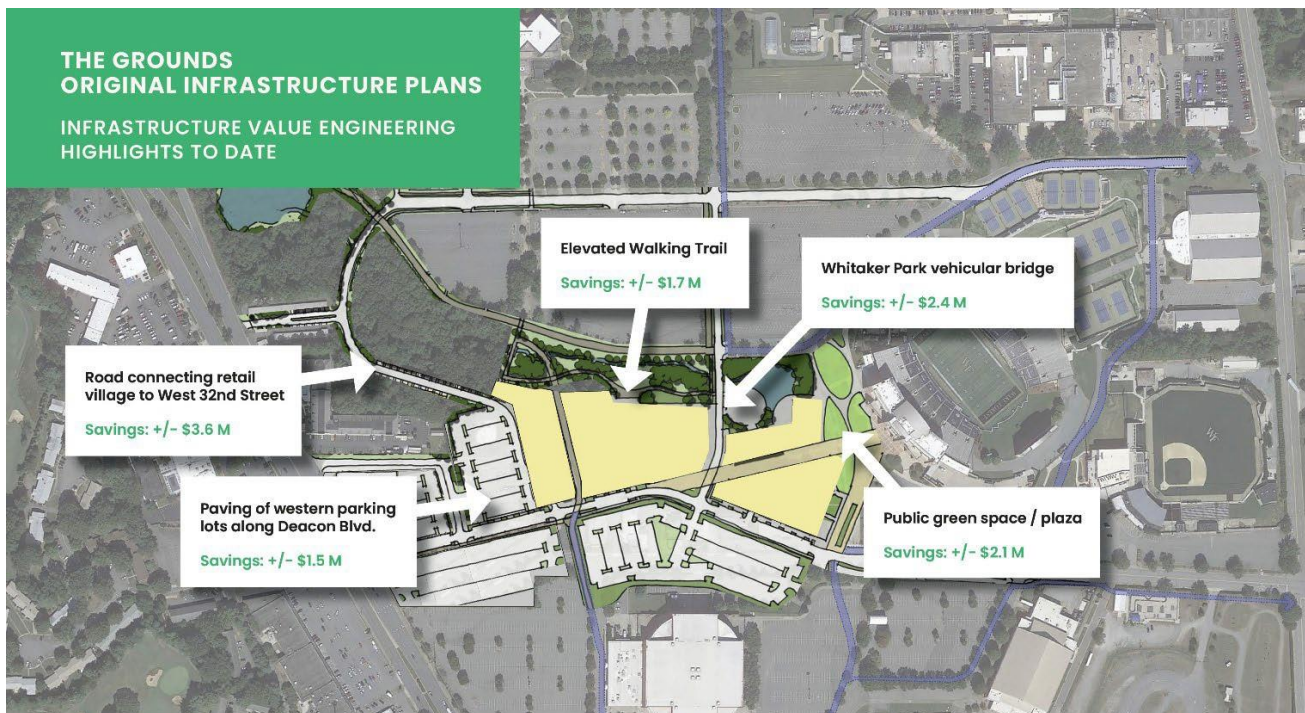 THE GROUNDS
ORIGINAL INFRASTRUCTURE PLANS
INFRASTRUCTURE VALUE ENGINEERING
HIGHLIGHTS TO DATE
Elevated Walking Trail
Savings: +/- $1.7 M
Whitaker Park vehicular bridge
Savings: +/- $2.4 M
Road connecting retail
village to West 32nd Street
Savings: +/- $3.6 M
Paving of western parking
lots along Deacon Blvd.
Savings: +/- $1.5 M
Public green space / plaza
Savings: +/- $2.1 M